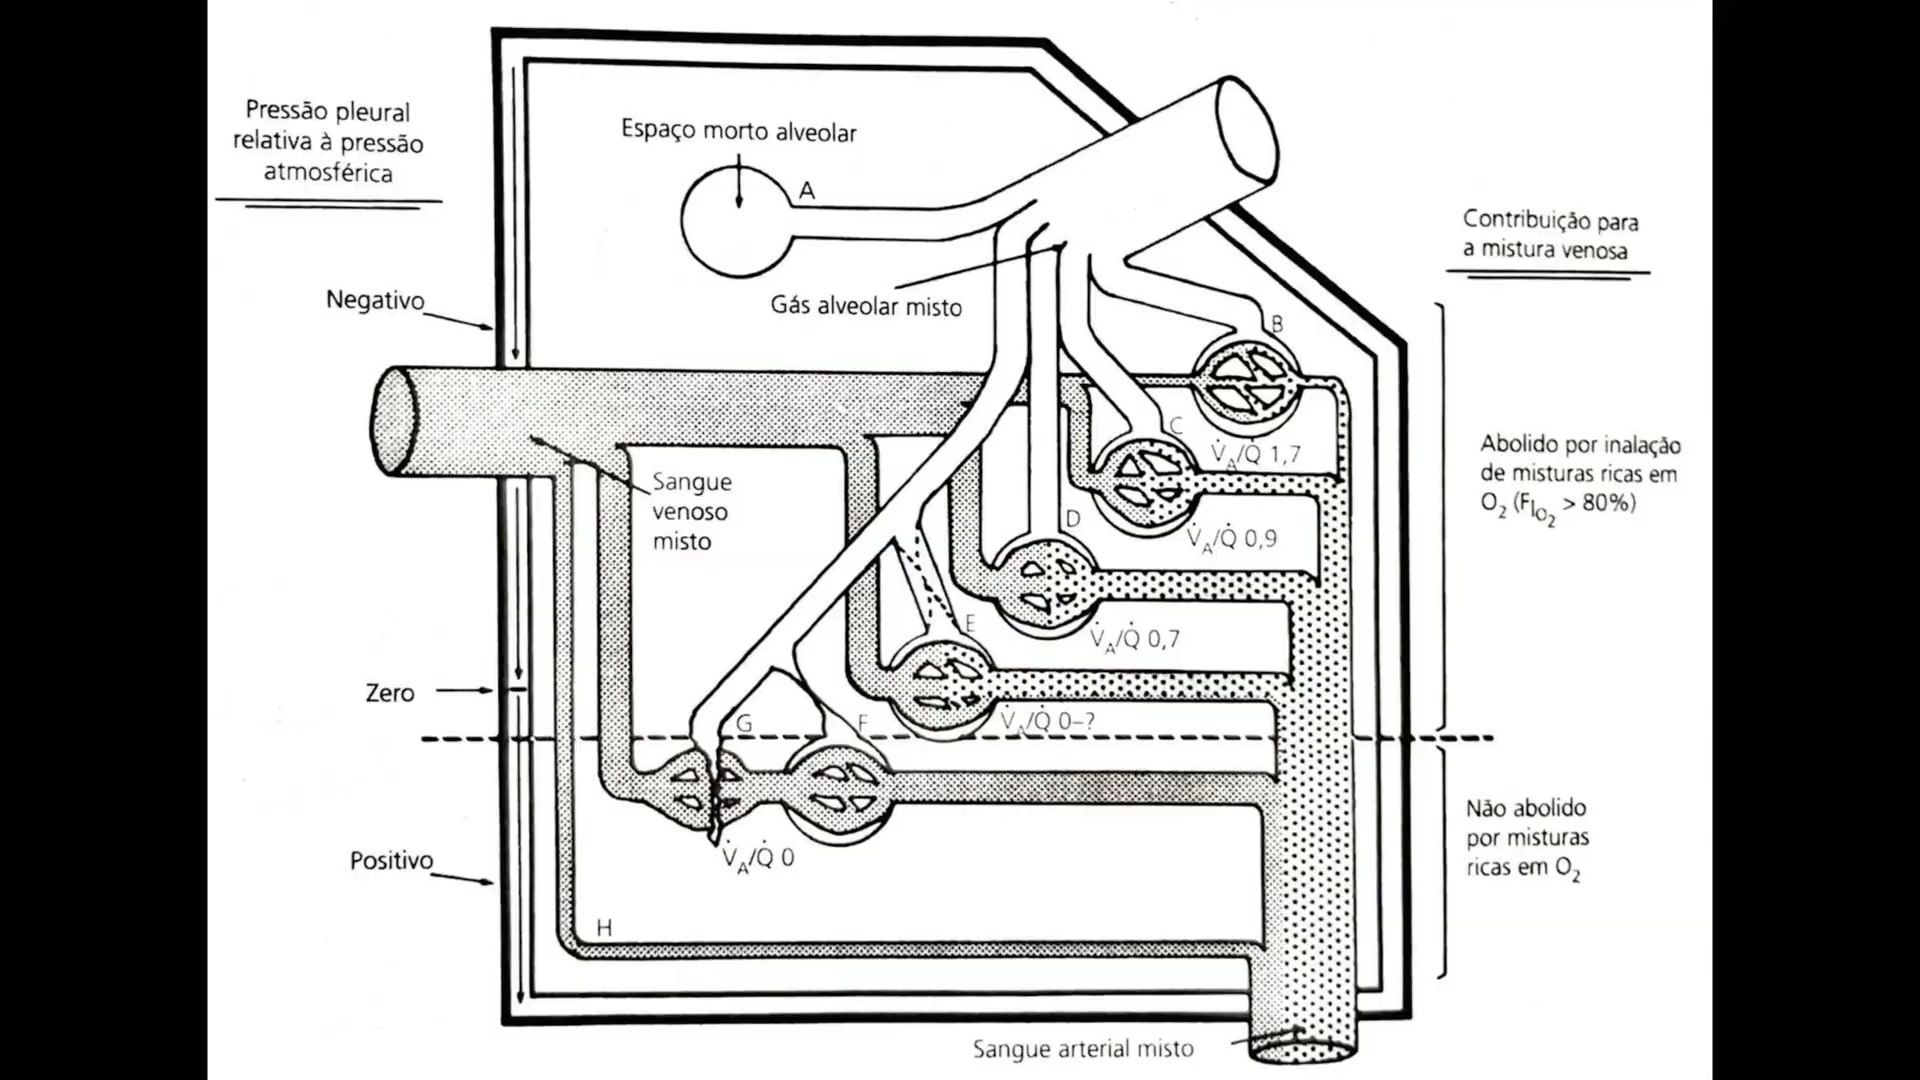 Pressão pleural
relativa à pressão
atmosférica
Espaço morto alveolar
A
Contribuição para
a mistura venosa
Negativo
Gás alveolar misto
B
C
V̇A/Q̇ 1,7
Abolido por inalação
de misturas ricas em
O₂ (FIO₂ > 80%)
Sangue
venoso
misto
D
V̇A/Q̇ 0,9
E
V̇A/Q̇ 0,7
Zero
G
F
V̇A/Q̇ 0–?
Não abolido
por misturas
ricas em O₂
Positivo
V̇A/Q̇ 0
H
Sangue arterial misto